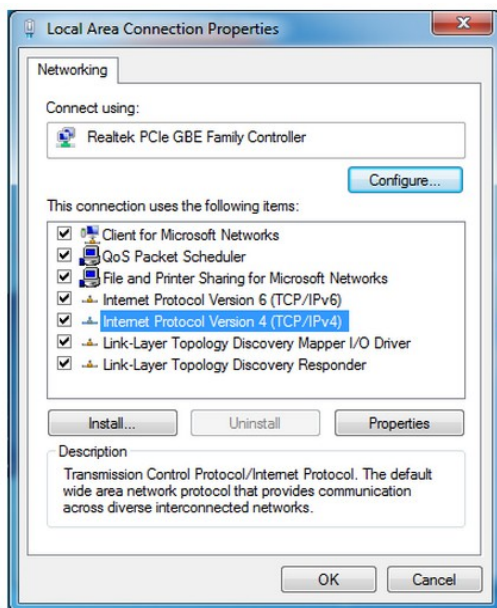 Local Area Connection Properties
Networking
Connect using:
Realtek PCIe GBE Family Controller
Configure...
This connection uses the following items:
Client for Microsoft Networks
QoS Packet Scheduler
File and Printer Sharing for Microsoft Networks
Internet Protocol Version 6 (TCP/IPv6)
Internet Protocol Version 4 (TCP/IPv4)
Link-Layer Topology Discovery Mapper I/O Driver
Link-Layer Topology Discovery Responder
Install...
Uninstall
Properties
Description
Transmission Control Protocol/Internet Protocol. The default
wide area network protocol that provides communication
across diverse interconnected networks.
OK
Cancel